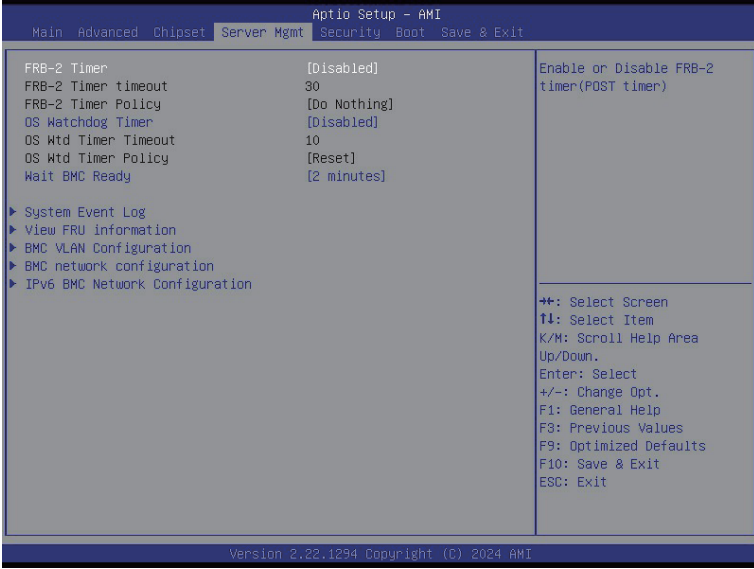 Aptio Setup - AMI
Main Advanced Chipset Server Mgmt Security Boot Save & Exit
FRB-2 Timer [Disabled]
FRB-2 Timer timeout 30
FRB-2 Timer Policy [Do Nothing]
OS Watchdog Timer [Disabled]
OS Wtd Timer Timeout 10
OS Wtd Timer Policy [Reset]
Wait BMC Ready [2 minutes]
System Event Log
View FRU information
BMC VLAN Configuration
BMC network configuration
IPv6 BMC Network Configuration
Enable or Disable FRB-2
timer(POST timer)
→←: Select Screen
↑↓: Select Item
K/M: Scroll Help Area
Up/Down.
Enter: Select
+/-: Change Opt.
F1: General Help
F3: Previous Values
F9: Optimized Defaults
F10: Save & Exit
ESC: Exit
Version 2.22.1294 Copyright (C) 2024 AMI